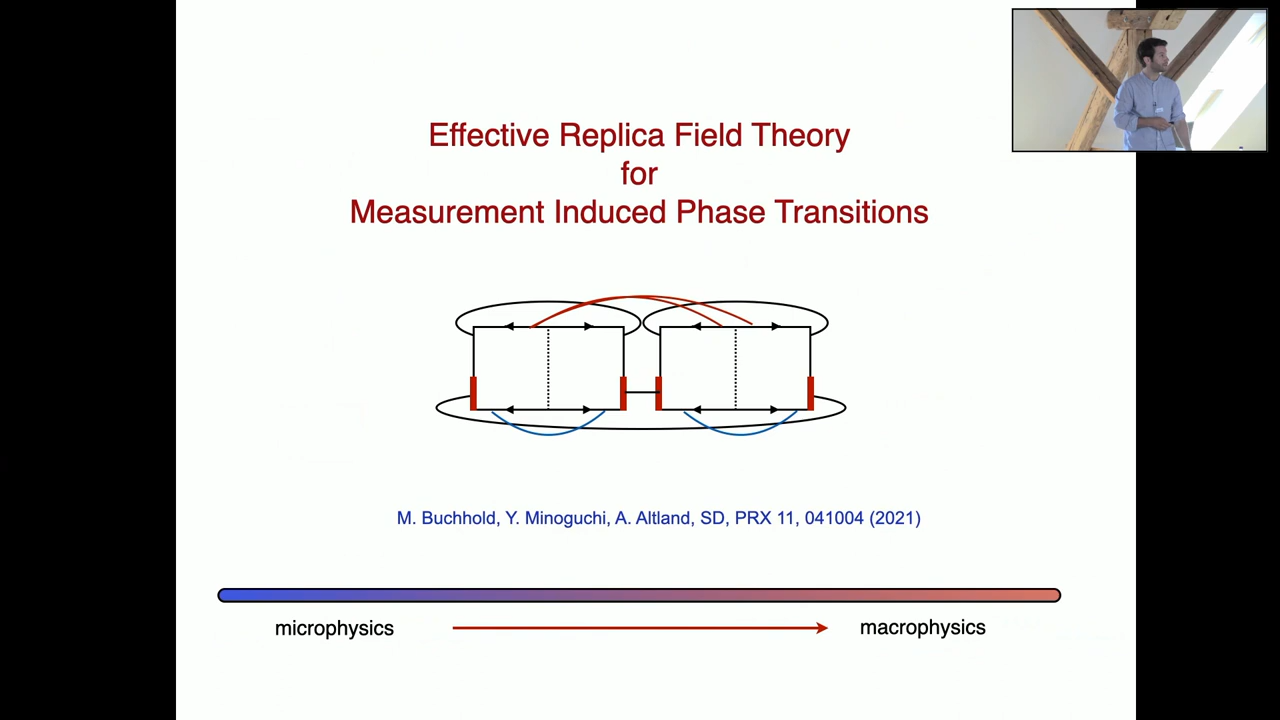 Effective Replica Field Theory
for
Measurement Induced Phase Transitions
M. Buchhold, Y. Minoguchi, A. Altland, SD, PRX 11, 041004 (2021)
microphysics
macrophysics